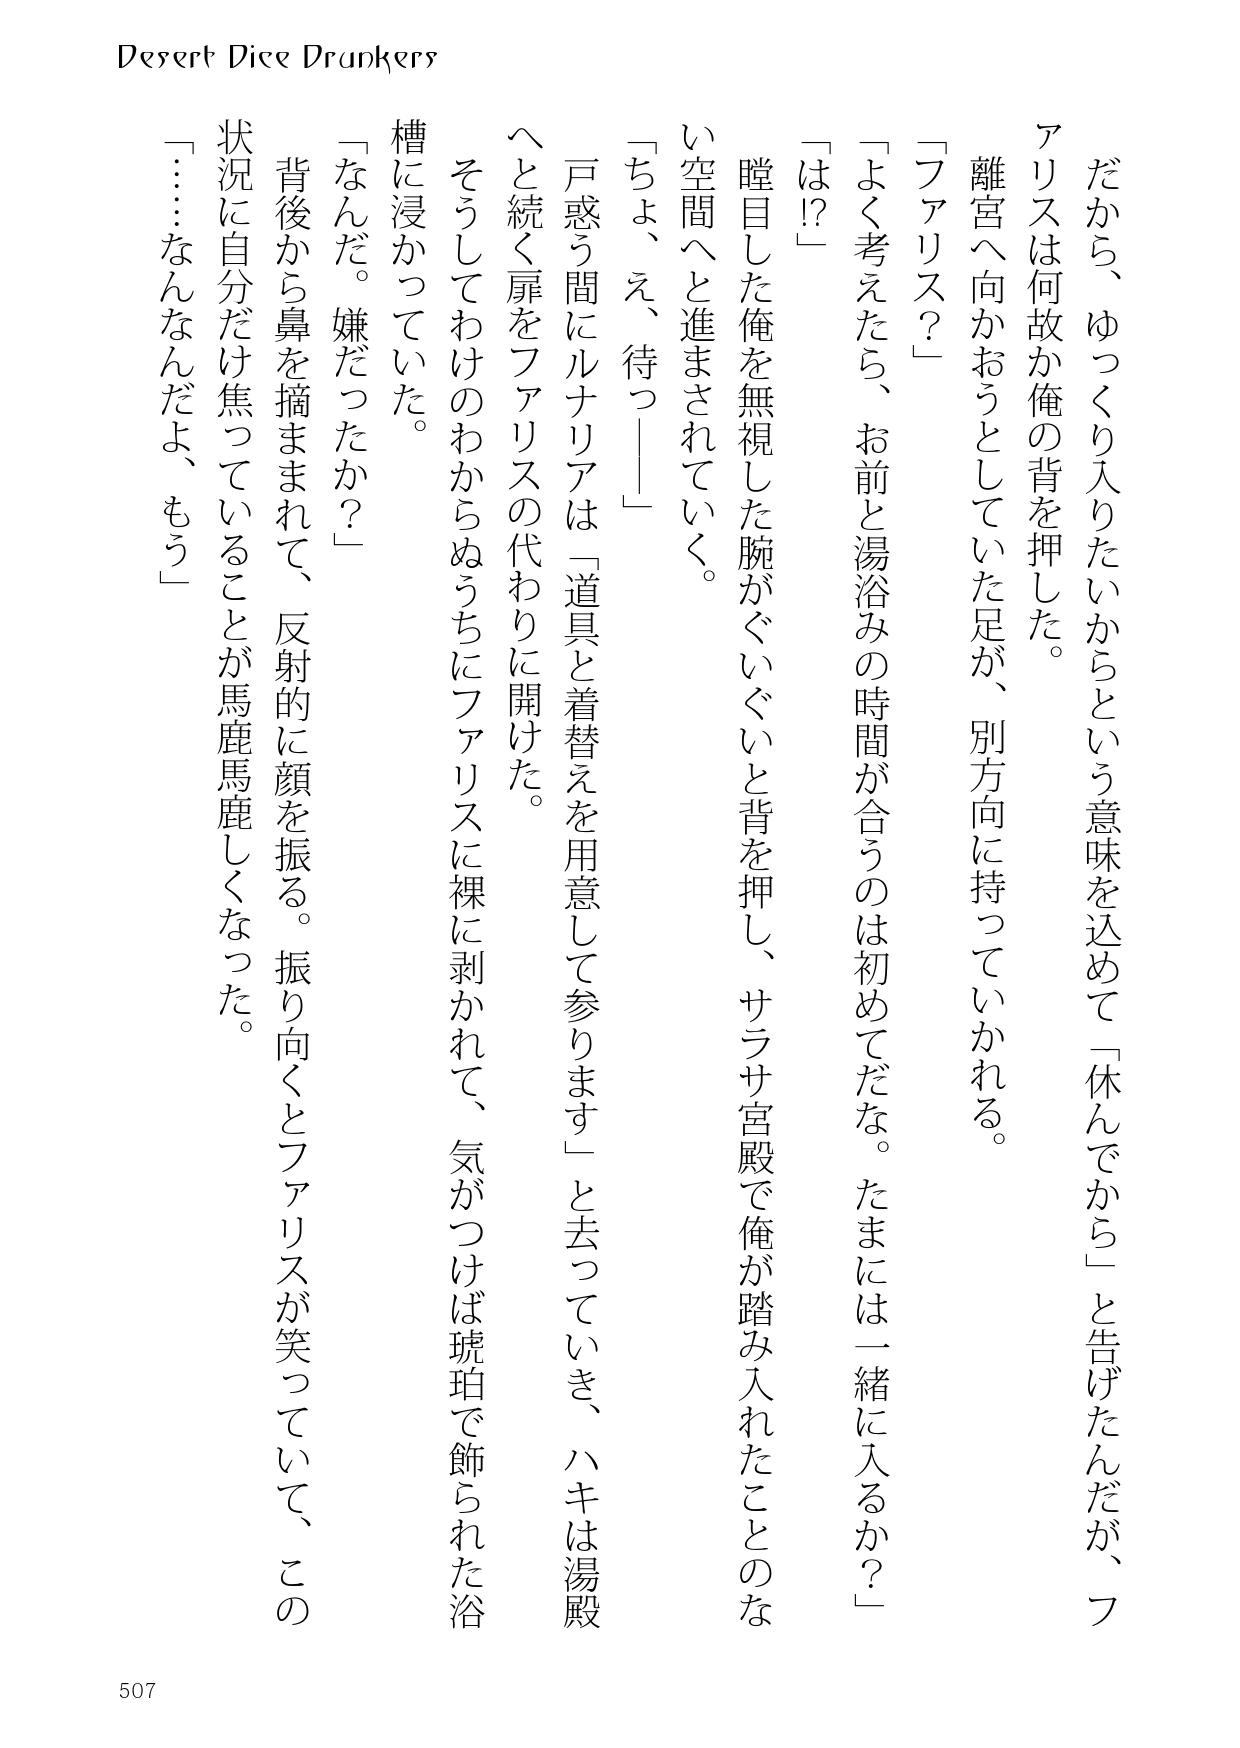 Desert Dice Drunkers
だから、ゆっくり入りたいからという意味を込めて「休んでから」と告げたんだが、フ
ァリスは何故か俺の背を押した。
離宮へ向かおうとしていた足が、別方向に持っていかれる。
「ファリス？」
「よく考えたら、お前と湯浴みの時間が合うのは初めてだな。たまには一緒に入るか？」
「は!?」
瞠目した俺を無視した腕がぐいぐいと背を押し、サラサ宮殿で俺が踏み入れたことのな
い空間へと進まされていく。
「ちょ、え、待っ――」
戸惑う間にルナリアは「道具と着替えを用意して参ります」と去っていき、ハキは湯殿
へと続く扉をファリスの代わりに開けた。
そうしてわけのわからぬうちにファリスに裸に剥かれて、気がつけば琥珀で飾られた浴
槽に浸かっていた。
「なんだ。嫌だったか？」
背後から鼻を摘ままれて、反射的に顔を振る。振り向くとファリスが笑っていて、この
状況に自分だけ焦っていることが馬鹿馬鹿しくなった。
「……なんなんだよ、もう」
507